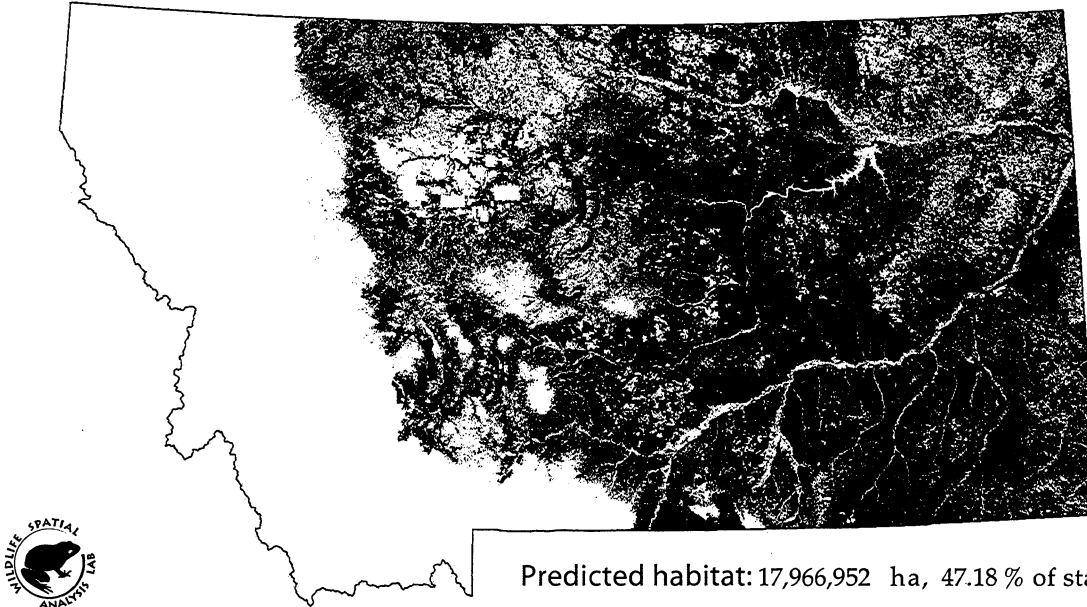 WILDLIFE SPATIAL ANALYSIS LAB
Predicted habitat: 17,966,952 ha, 47.18 % of sta